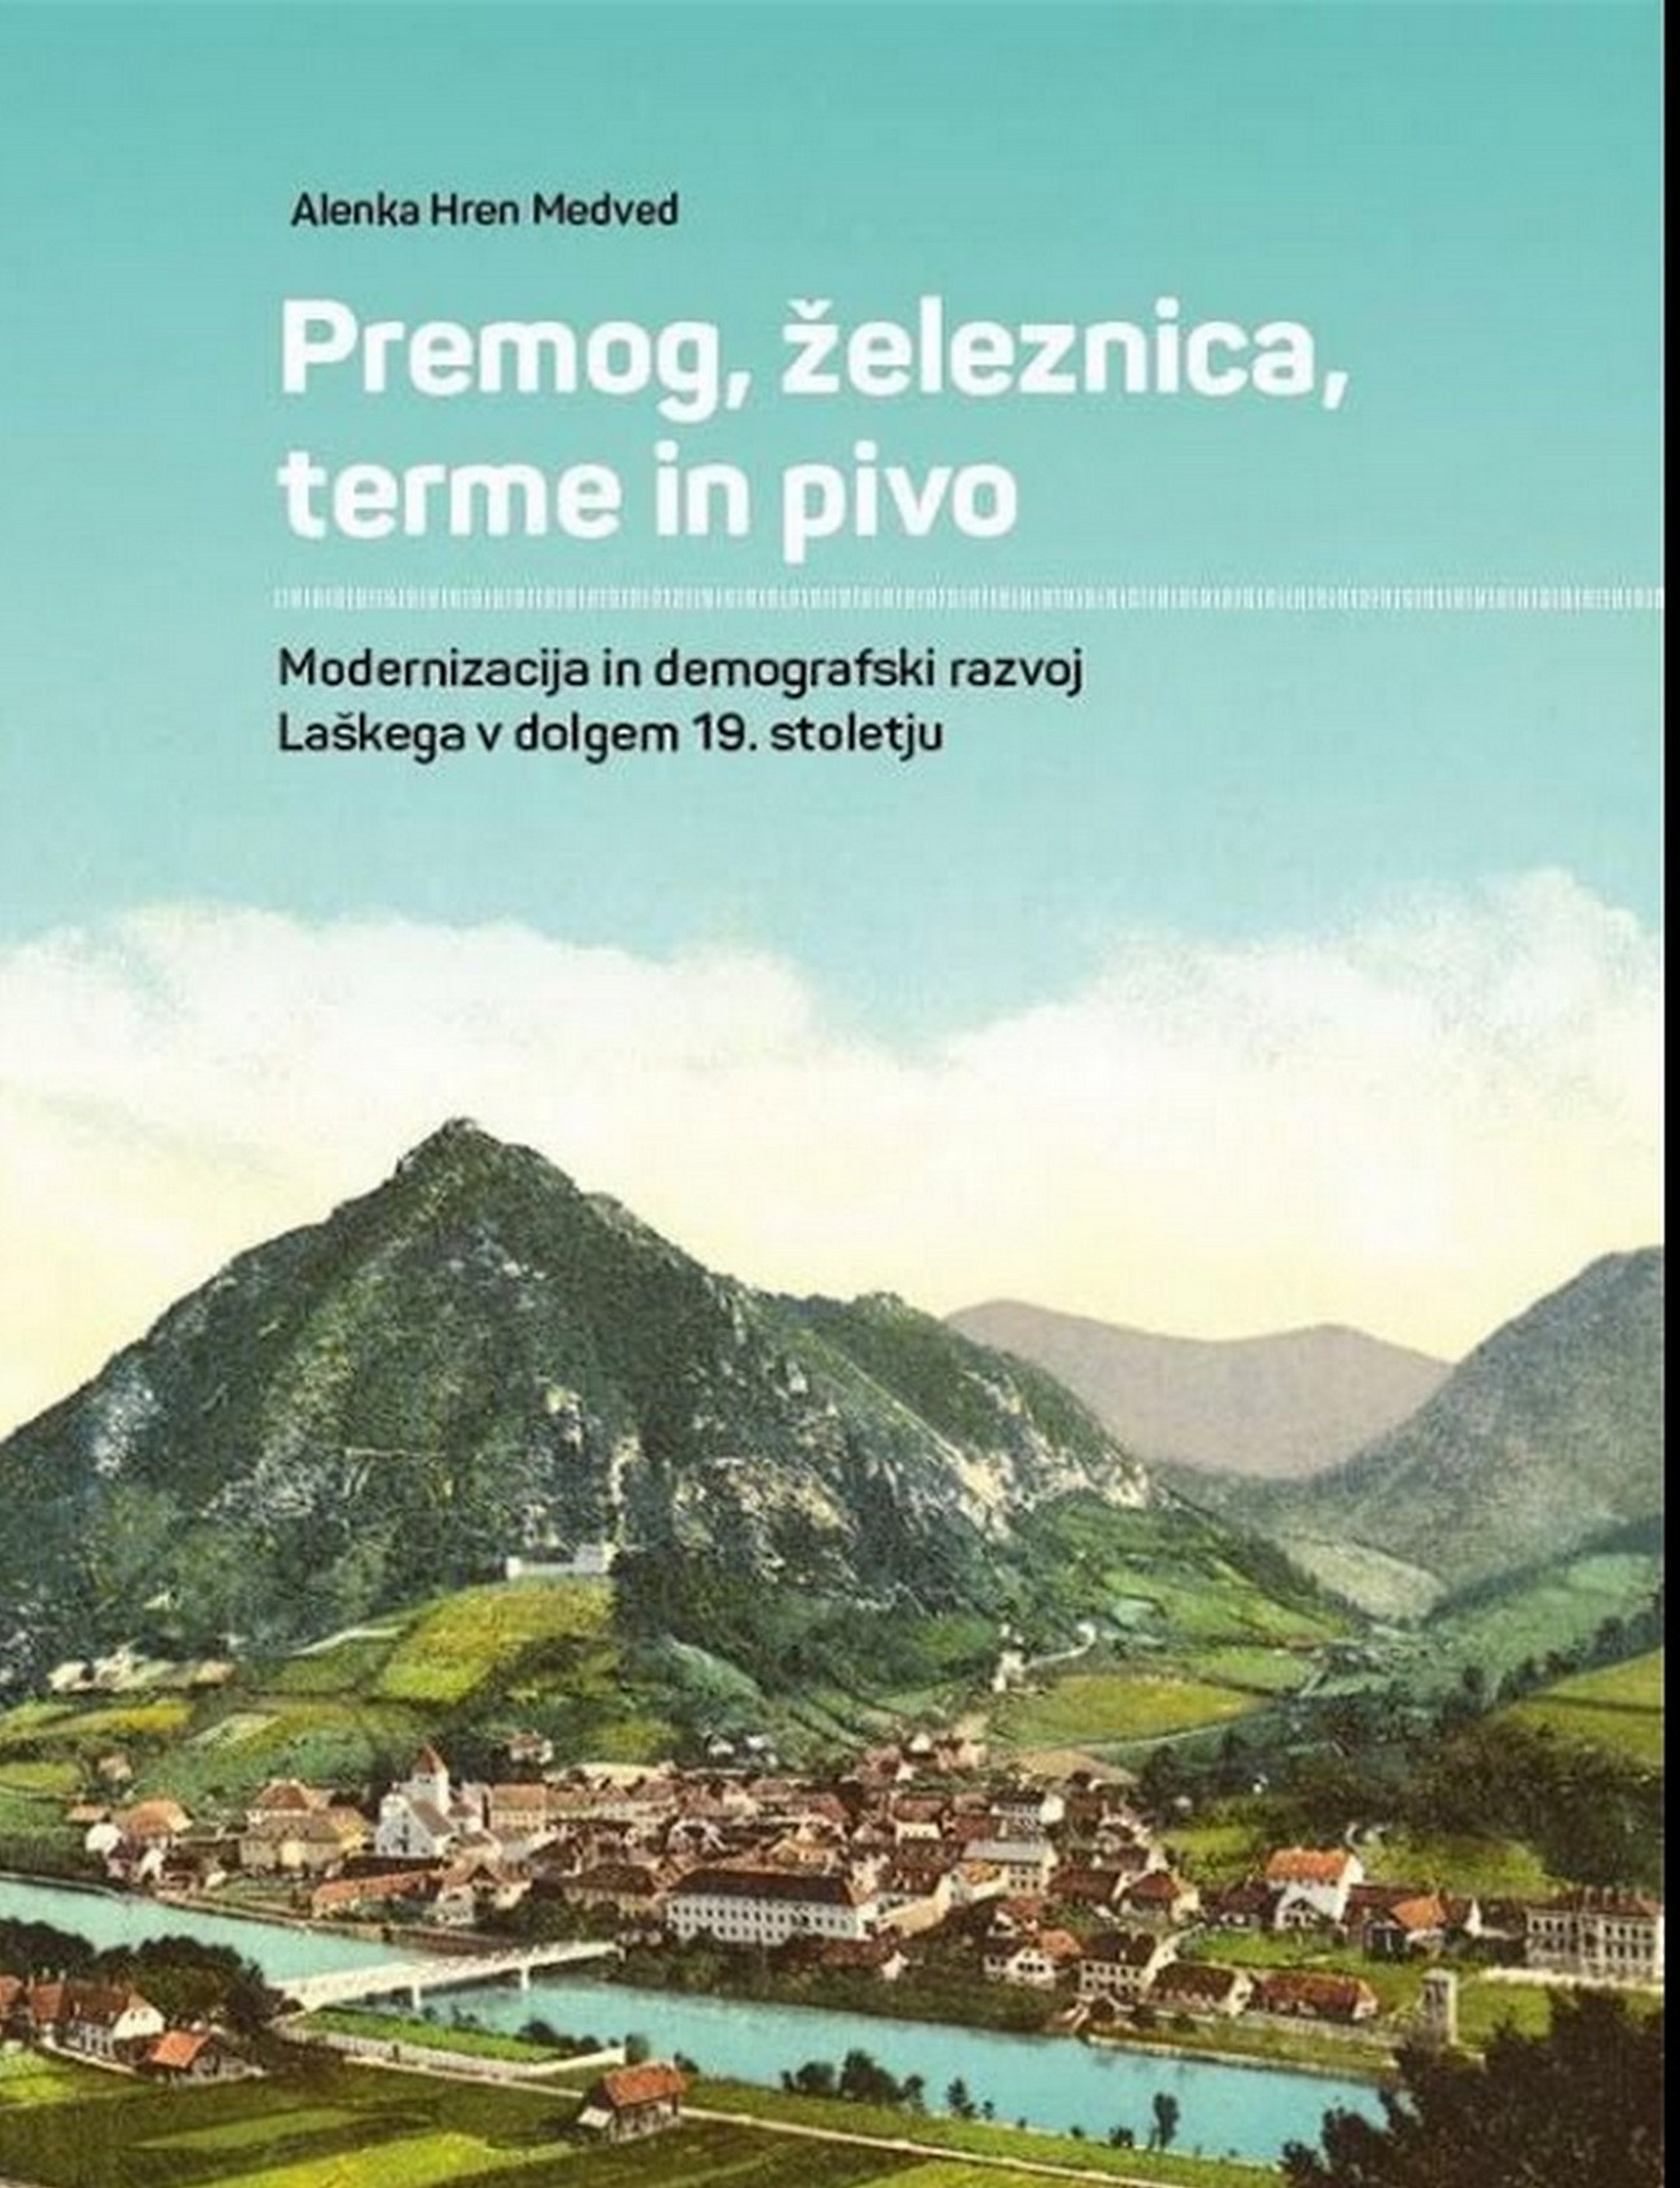 Alenka Hren Medved
Premog, železnica,
terme in pivo
Modernizacija in demografski razvoj
Laškega v dolgem 19. stoletju